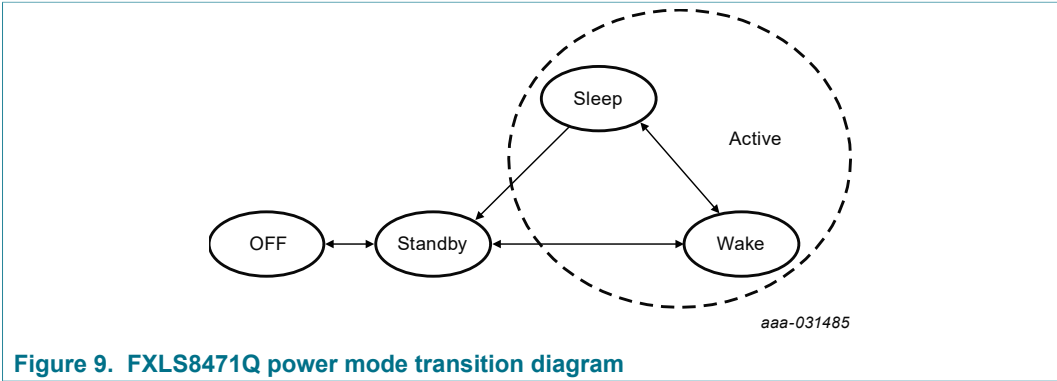 Sleep
Active
OFF
Standby
Wake
aaa-031485
Figure 9. FXLS8471Q power mode transition diagram